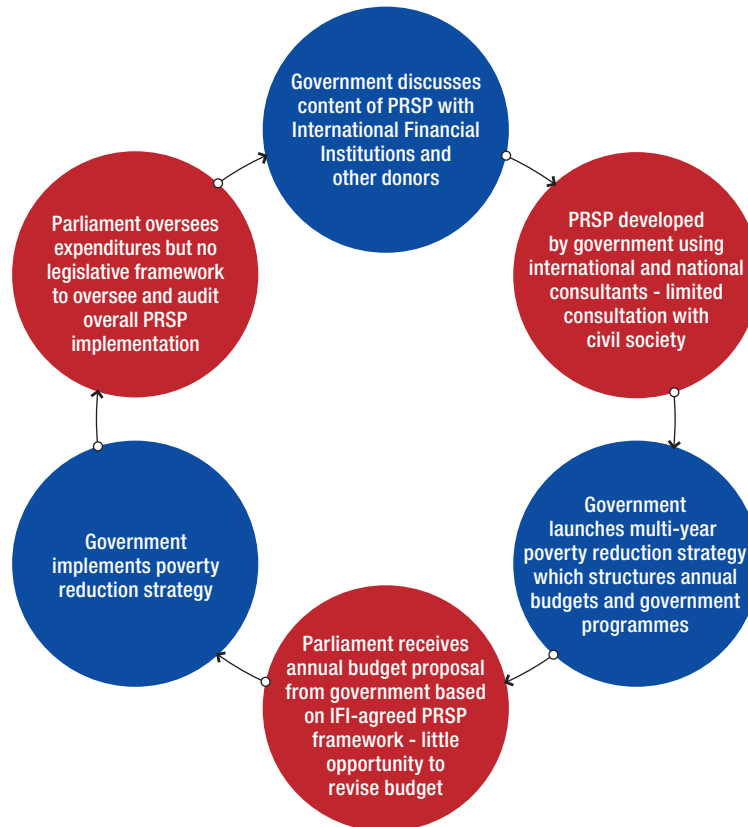 Government discusses
content of PRSP with
International Financial
Institutions and
other donors
PRSP developed
by government using
international and national
consultants - limited
consultation with
civil society
Government
launches multi-year
poverty reduction strategy
which structures annual
budgets and government
programmes
Parliament receives
annual budget proposal
from government based
on IFI-agreed PRSP
framework - little
opportunity to
revise budget
Government
implements poverty
reduction strategy
Parliament oversees
expenditures but no
legislative framework
to oversee and audit
overall PRSP
implementation